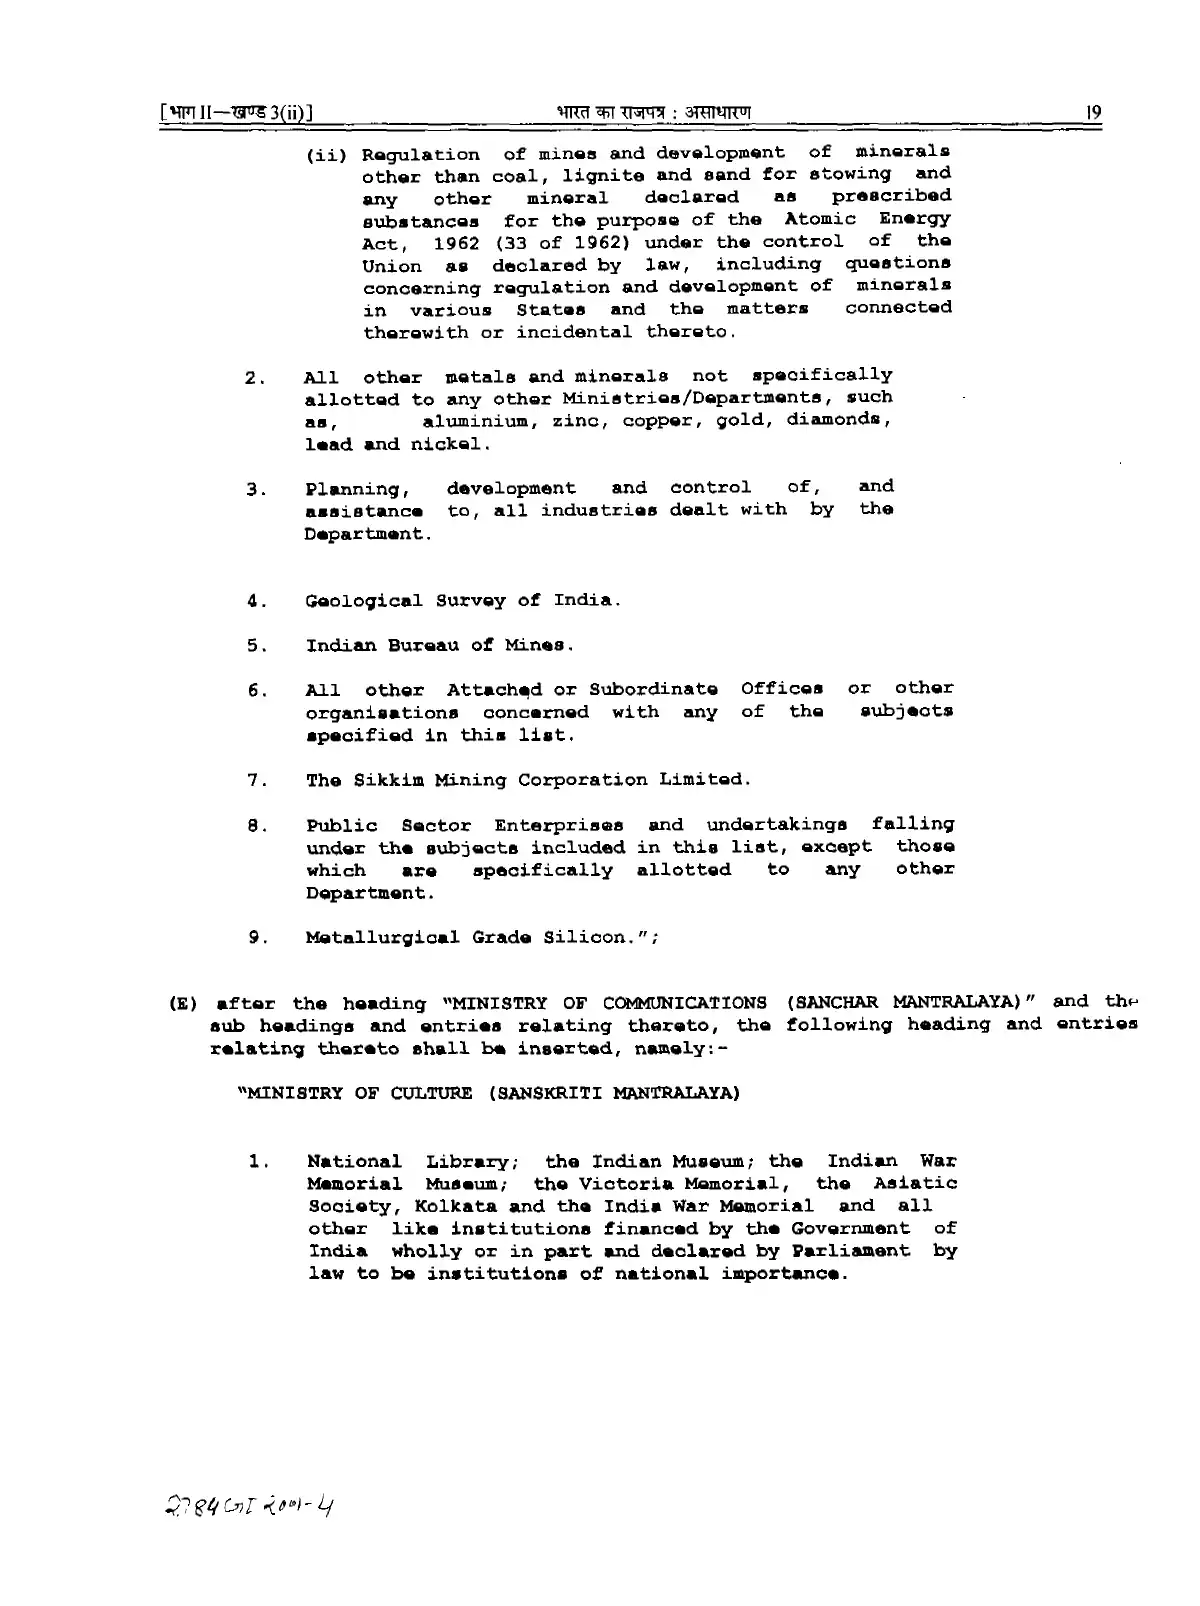 [भाग II—खण्ड 3(ii)] भारत का राजपत्र : असाधारण 19
(ii) Regulation of mines and development of minerals
other than coal, lignite and sand for stowing and
any other mineral declared as prescribed
substances for the purpose of the Atomic Energy
Act, 1962 (33 of 1962) under the control of the
Union as declared by law, including questions
concerning regulation and development of minerals
in various States and the matters connected
therewith or incidental thereto.
2. All other metals and minerals not specifically
allotted to any other Ministries/Departments, such
as, aluminium, zinc, copper, gold, diamonds,
lead and nickel.
3. Planning, development and control of, and
assistance to, all industries dealt with by the
Department.
4. Geological Survey of India.
5. Indian Bureau of Mines.
6. All other Attached or Subordinate Offices or other
organisations concerned with any of the subjects
specified in this list.
7. The Sikkim Mining Corporation Limited.
8. Public Sector Enterprises and undertakings falling
under the subjects included in this list, except those
which are specifically allotted to any other
Department.
9. Metallurgical Grade Silicon.";
(E) after the heading "MINISTRY OF COMMUNICATIONS (SANCHAR MANTRALAYA)" and the
sub headings and entries relating thereto, the following heading and entries
relating thereto shall be inserted, namely:-
"MINISTRY OF CULTURE (SANSKRITI MANTRALAYA)
1. National Library; the Indian Museum; the Indian War
Memorial Museum; the Victoria Memorial, the Asiatic
Society, Kolkata and the India War Memorial and all
other like institutions financed by the Government of
India wholly or in part and declared by Parliament by
law to be institutions of national importance.
2784 GI 2001-4